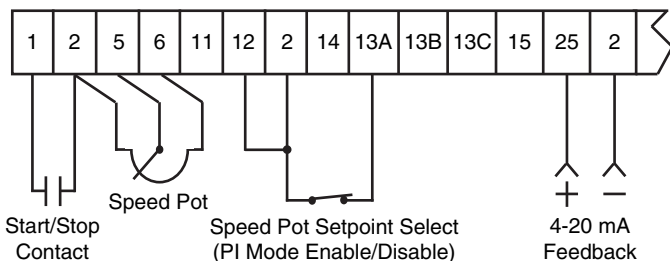 1 2 5 6 11 12 2 14 13A 13B 13C 15 25 2
Speed Pot
Start/Stop
Contact
Speed Pot Setpoint Select
(PI Mode Enable/Disable)
+ –
4-20 mA
Feedback